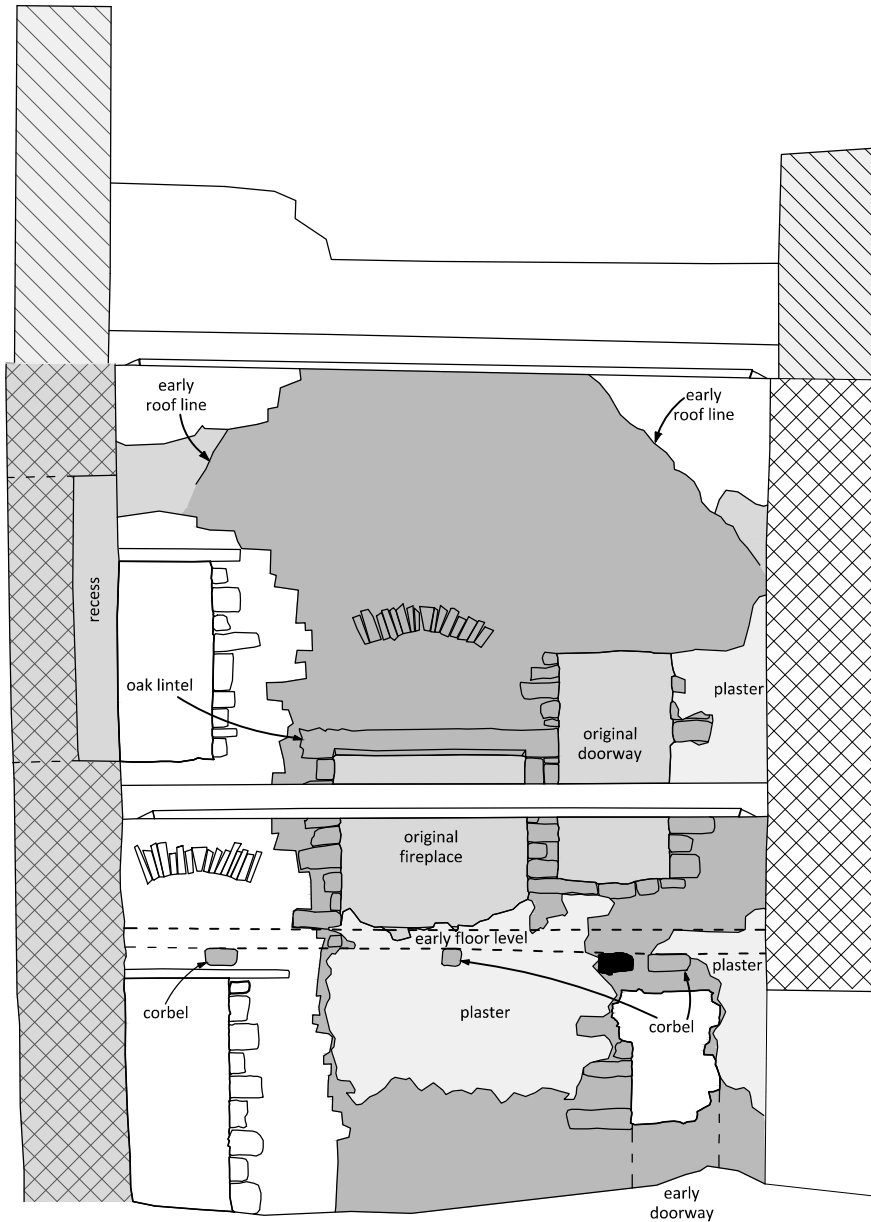 early
roof line
early
roof line
recess
oak lintel
plaster
original
doorway
original
fireplace
early floor level
plaster
corbel
plaster
corbel
early
doorway